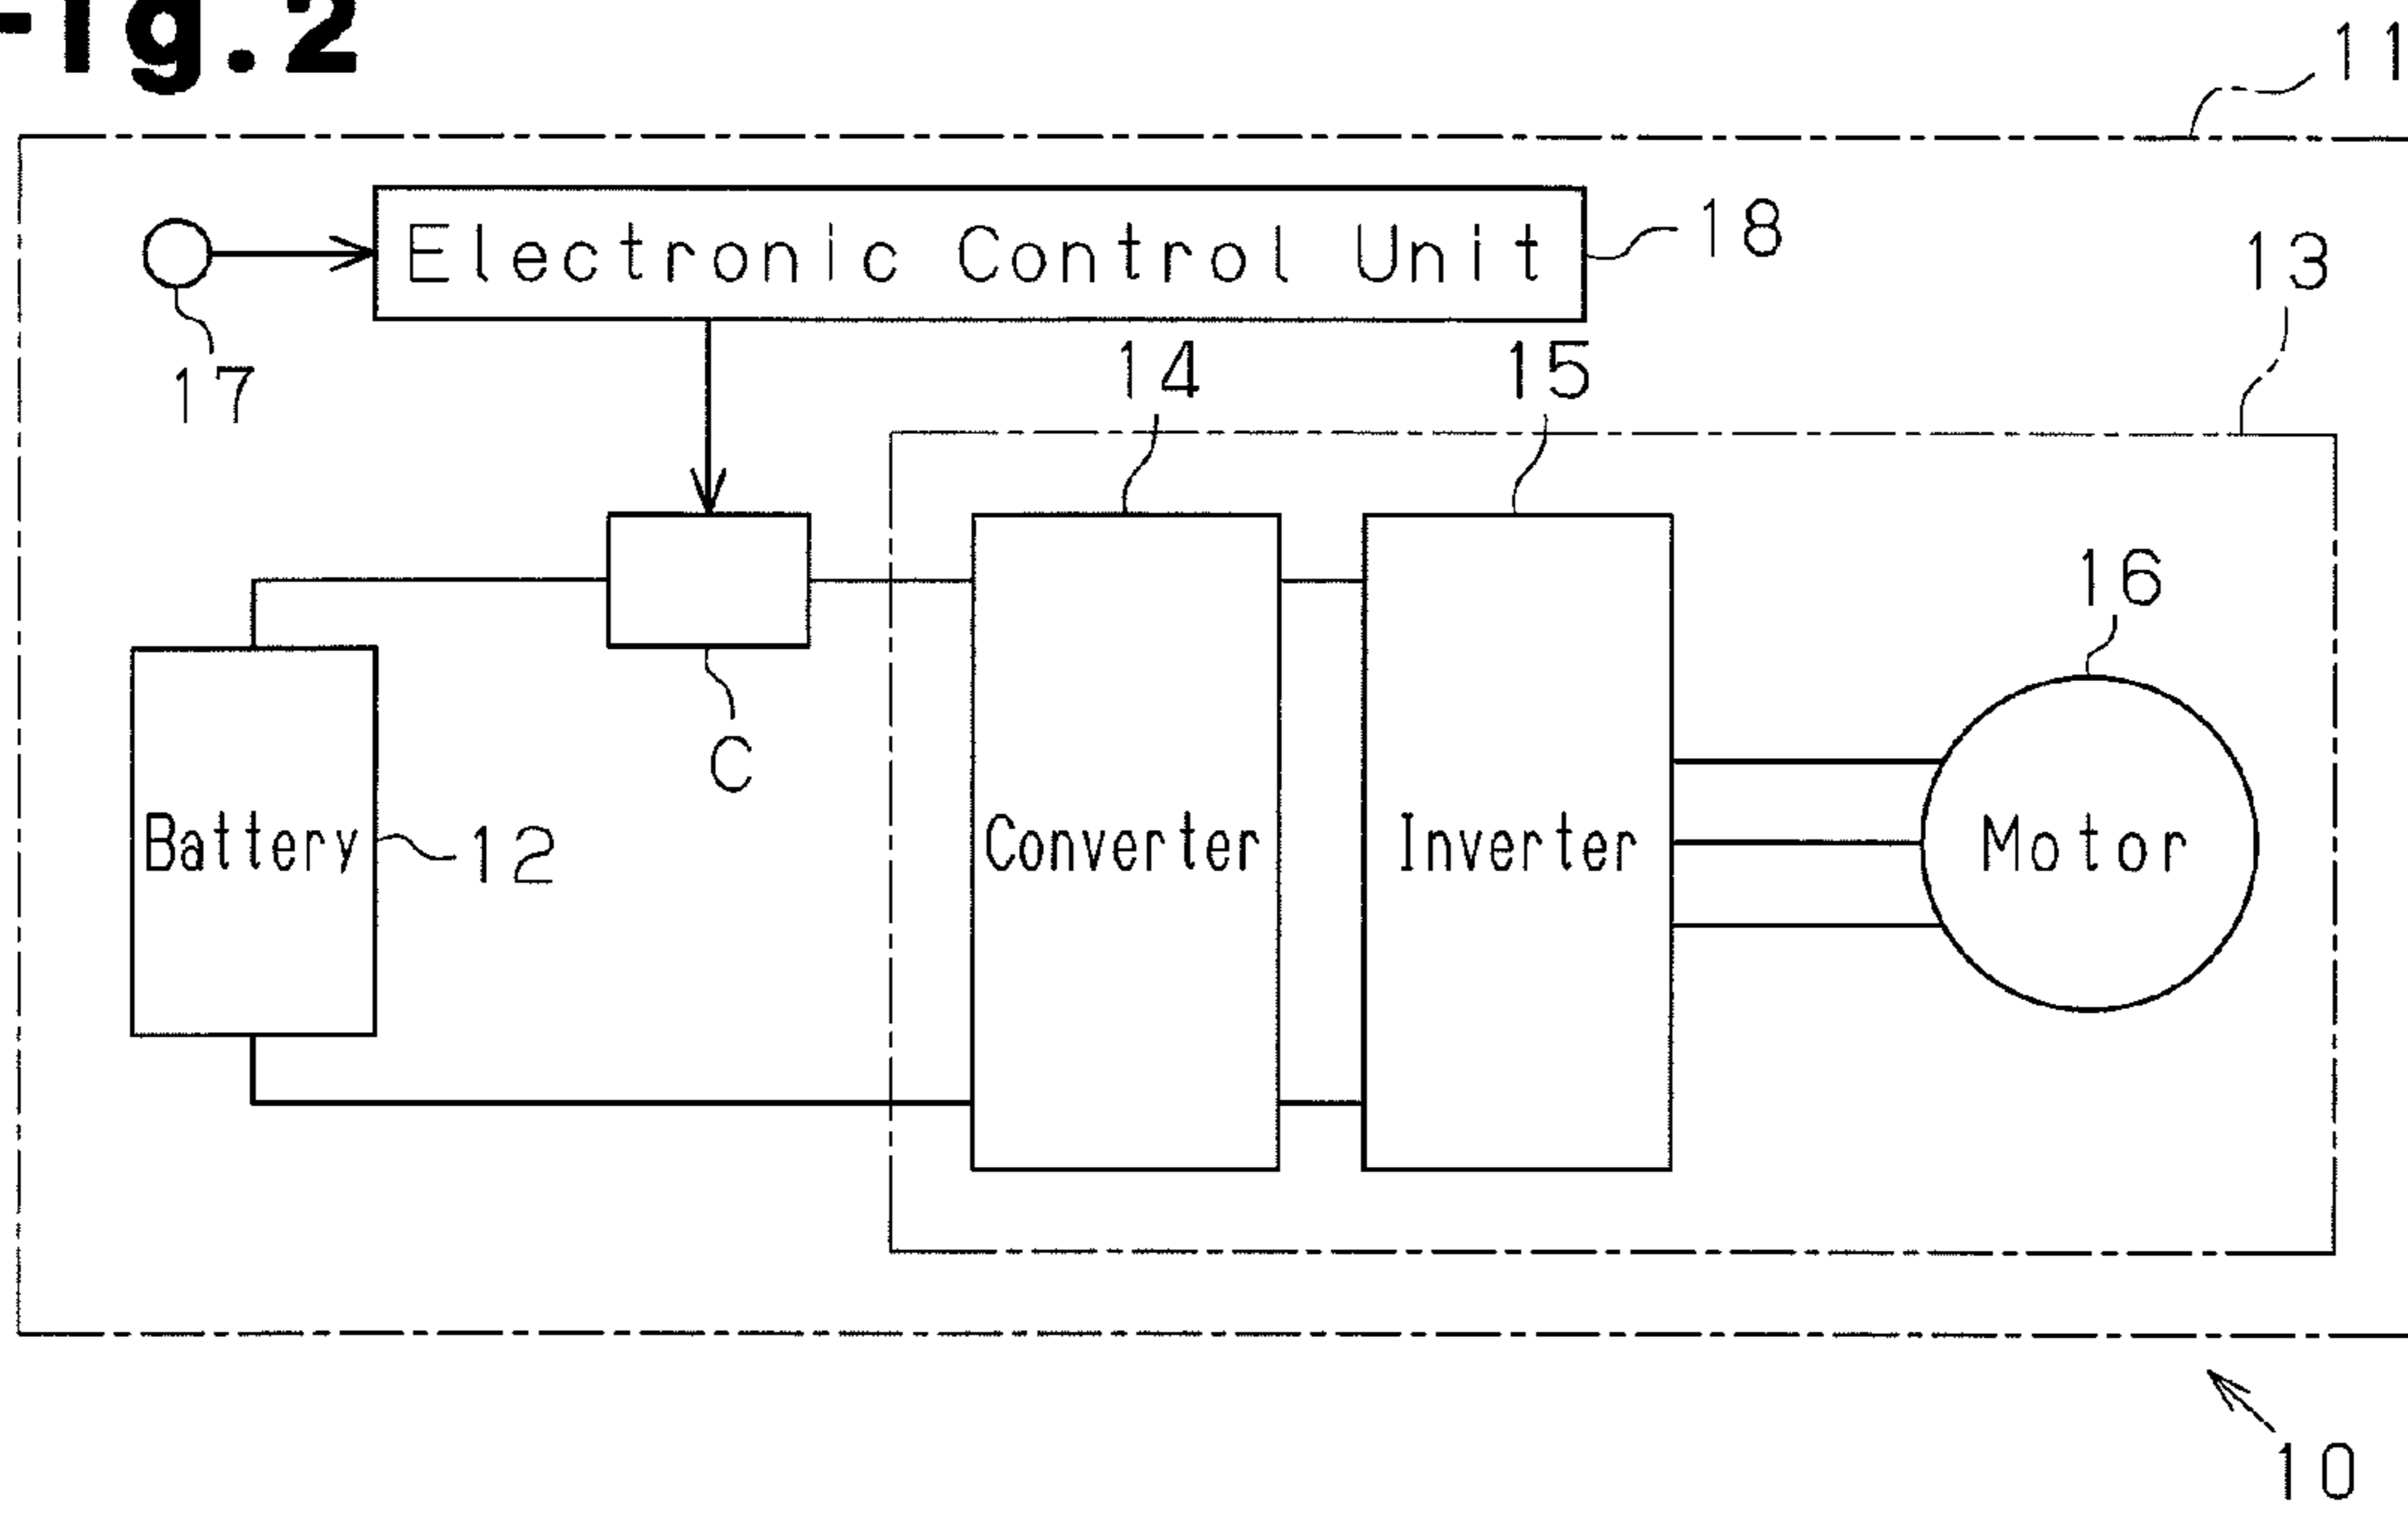 Fig.2
11
Electronic Control Unit
18
13
17
14
15
16
C
Battery
12
Converter
Inverter
Motor
10